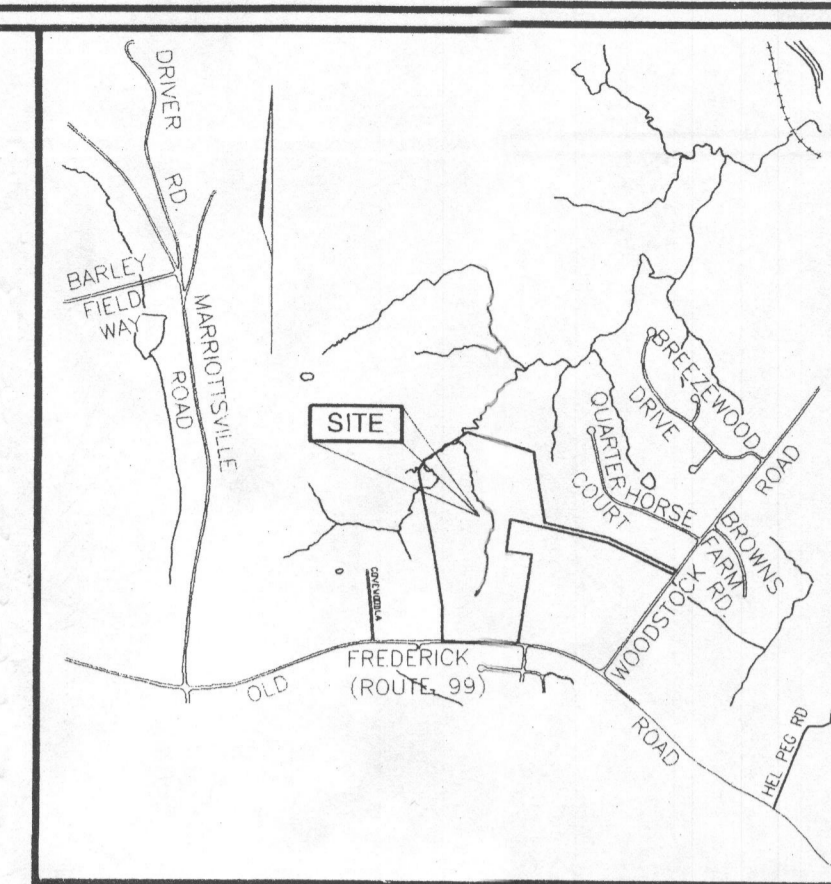 DRIVER
RD.
BARLEY
FIELD
WAY
MARRIOTTSVILLE
ROAD
SITE
BREEZEWOOD
DRIVE
QUARTER HORSE
COURT
ROAD
WOODSTOCK
BROWNS
FARM
RD.
OLD
FREDERICK
(ROUTE 99)
ROAD
HEL PEG RD